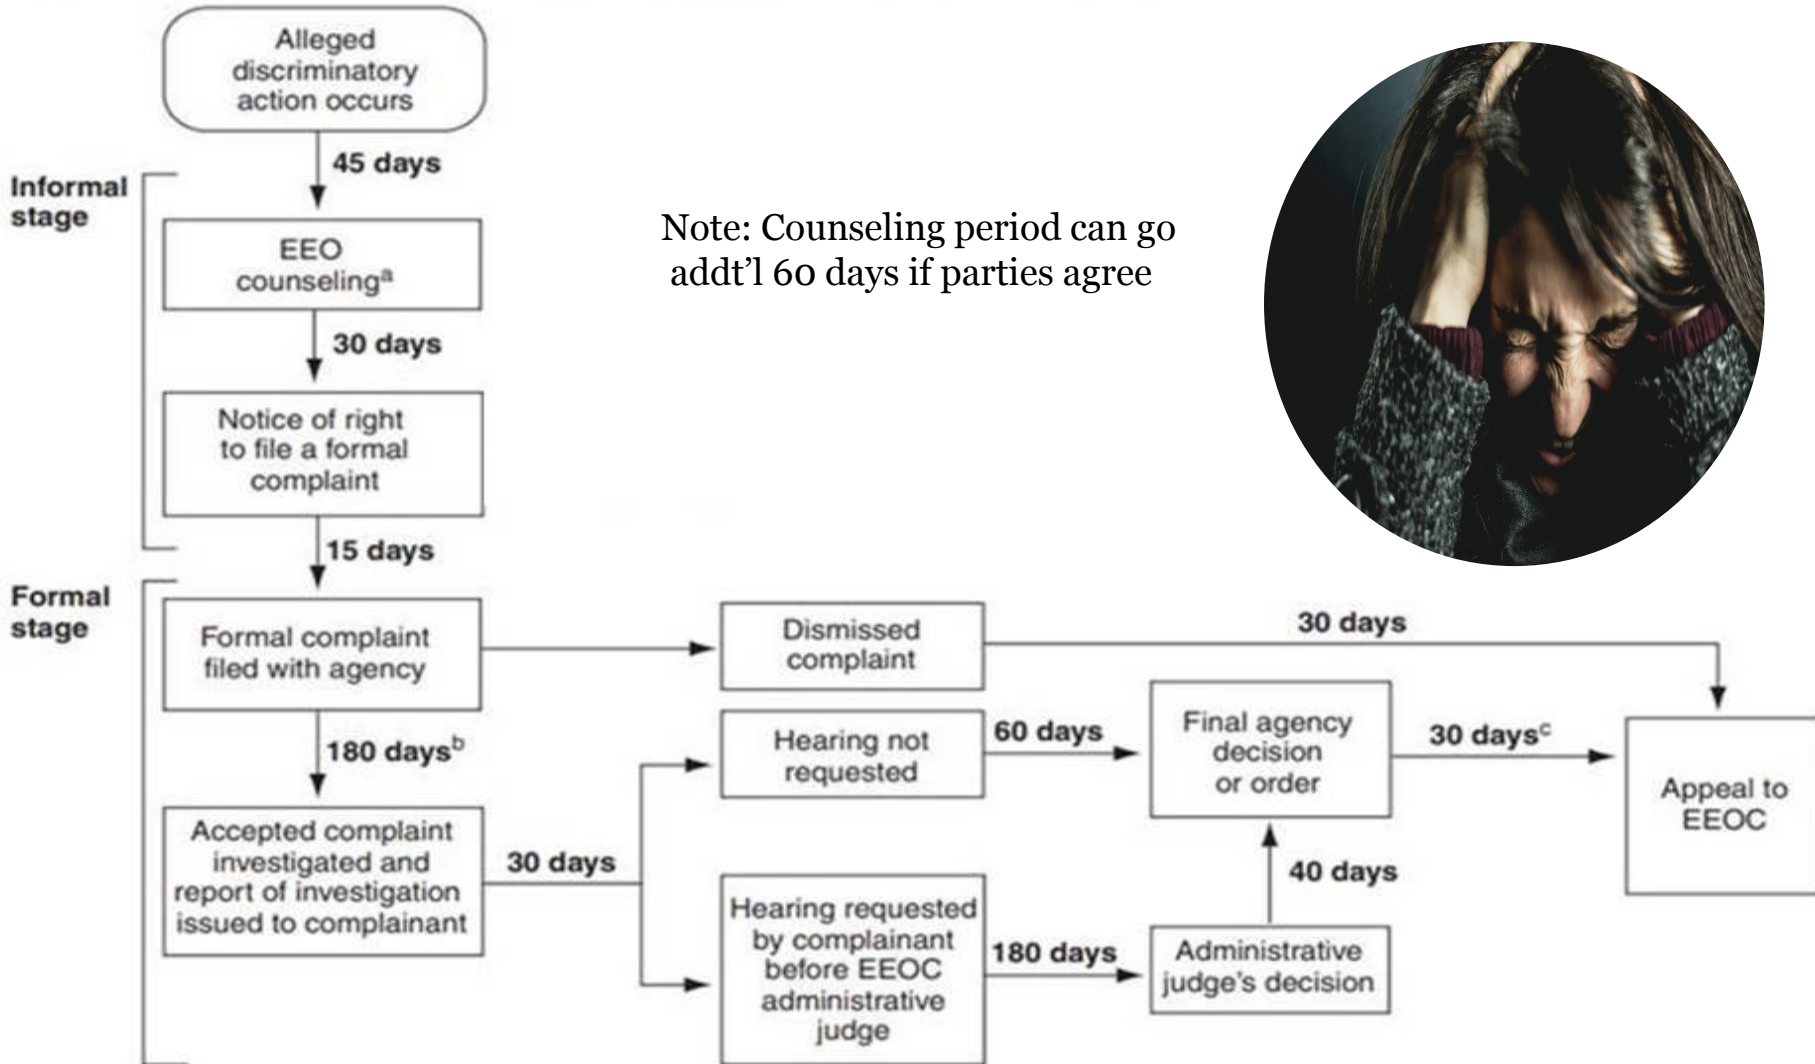 Alleged
discriminatory
action occurs
45 days
Informal
stage
EEO
counselingᵃ
30 days
Notice of right
to file a formal
complaint
15 days
Note: Counseling period can go
addt’l 60 days if parties agree
Formal
stage
Formal complaint
filed with agency
180 daysᵇ
Accepted complaint
investigated and
report of investigation
issued to complainant
30 days
Dismissed
complaint
30 days
Hearing not
requested
60 days
Hearing requested
by complainant
before EEOC
administrative
judge
180 days
Administrative
judge’s decision
40 days
Final agency
decision
or order
30 daysᶜ
Appeal to
EEOC